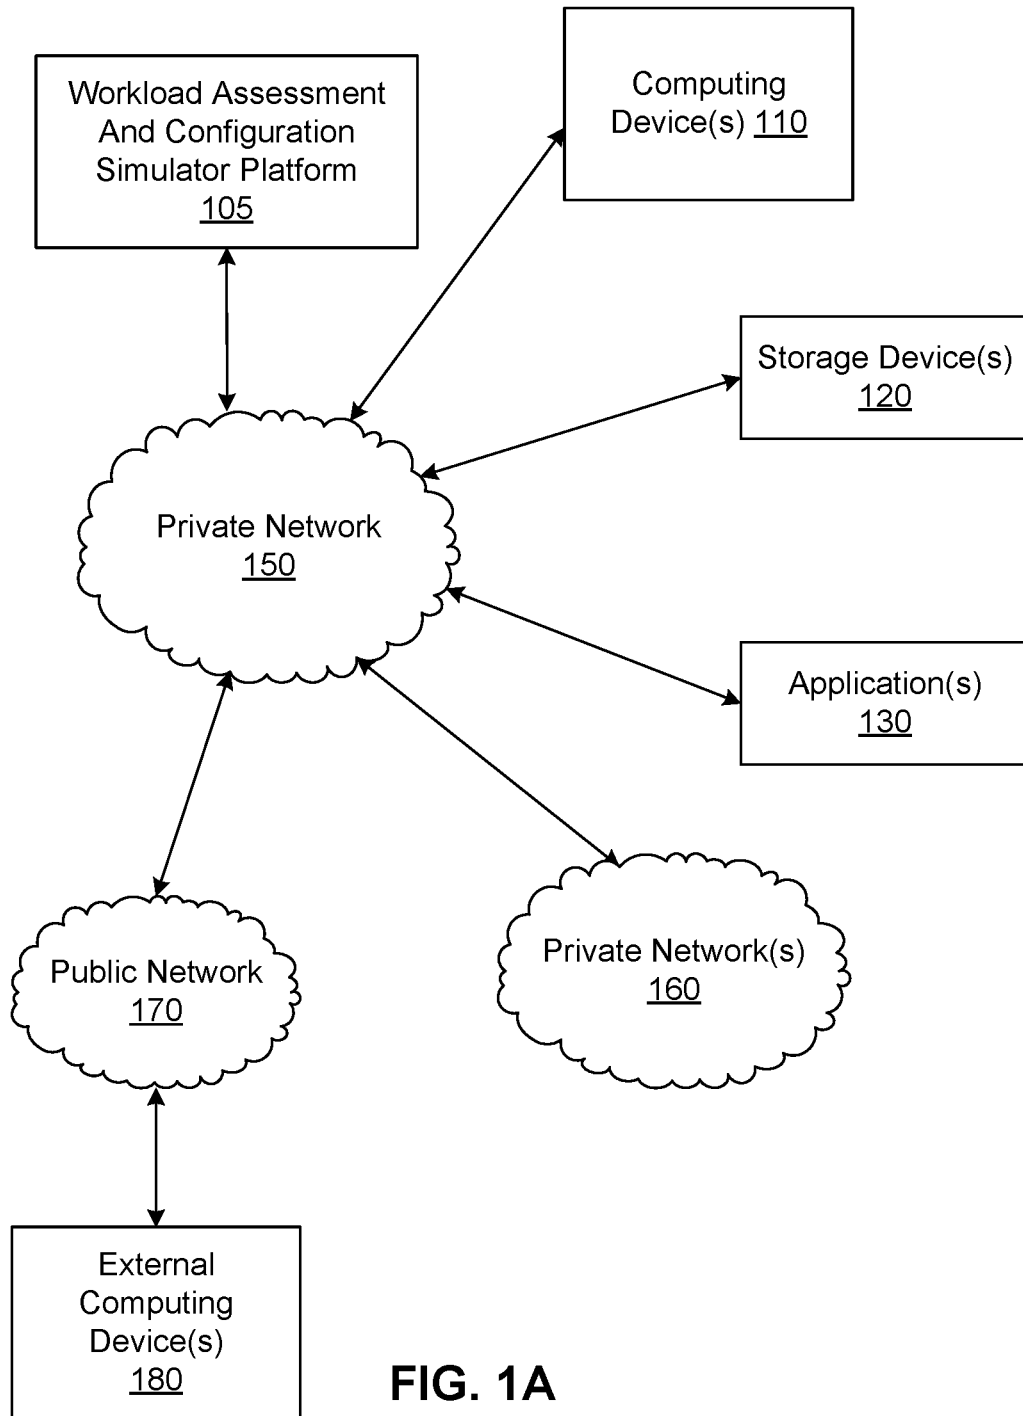 Workload Assessment
And Configuration
Simulator Platform
105
Computing
Device(s) 110
Storage Device(s)
120
Private Network
150
Application(s)
130
Private Network(s)
160
Public Network
170
External
Computing
Device(s)
180
FIG. 1A